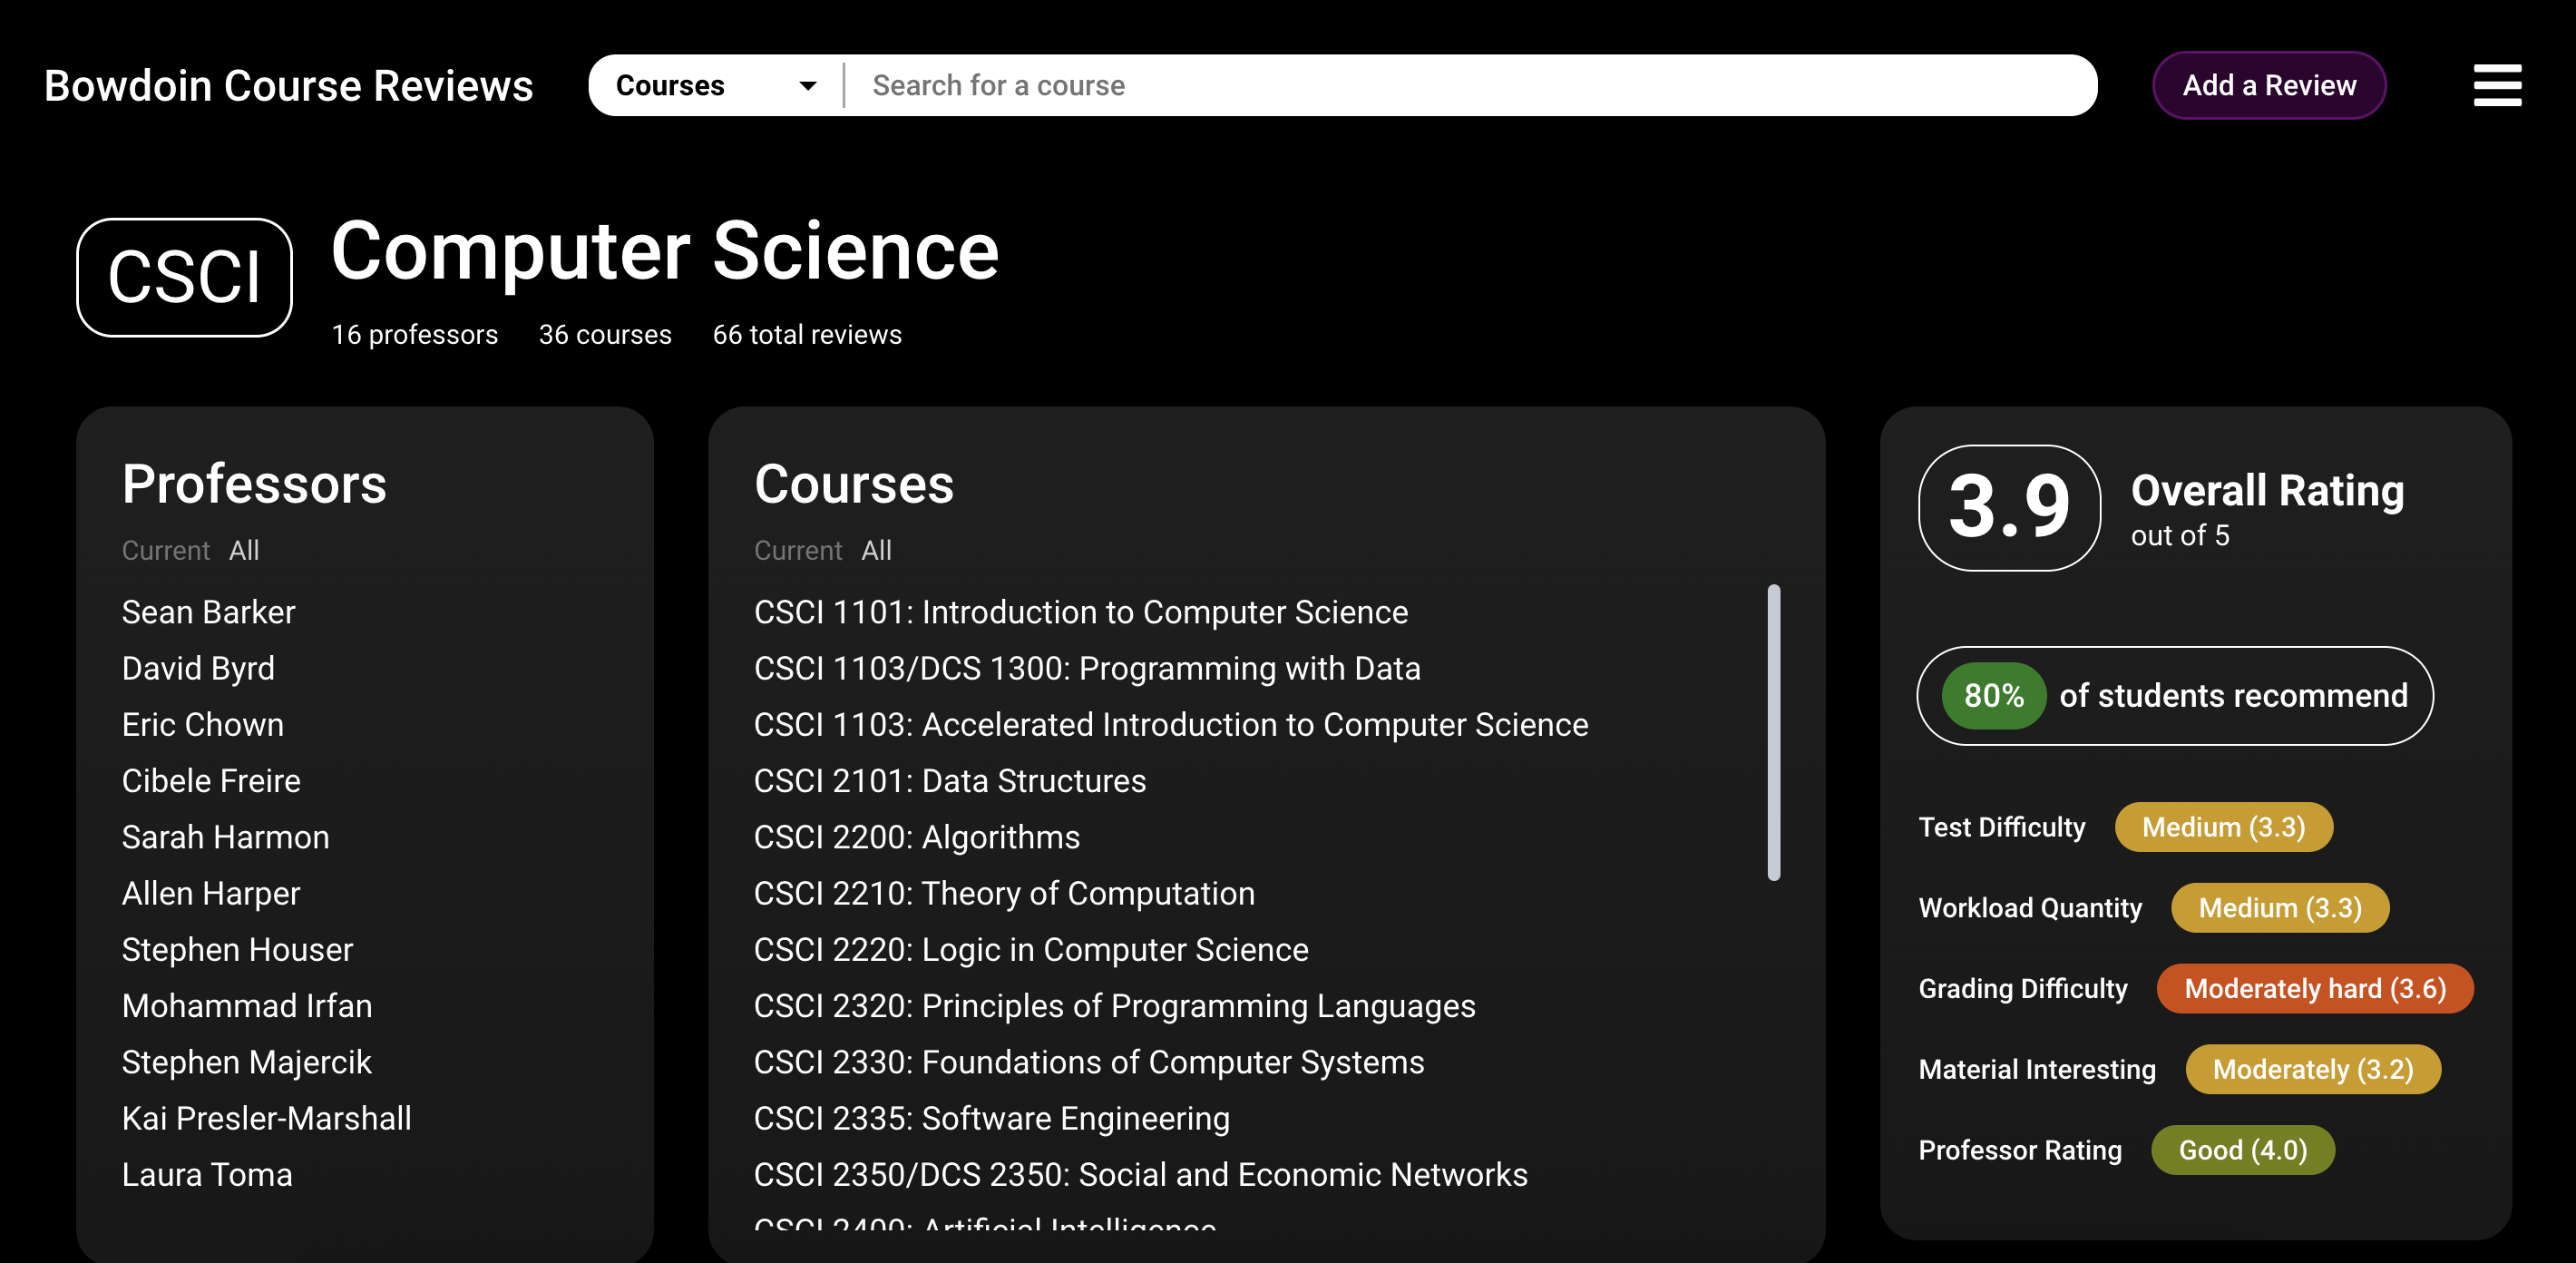 Bowdoin Course Reviews
Courses
Search for a course
Add a Review
CSCI
Computer Science
16 professors 36 courses 66 total reviews
Professors
Current All
Sean Barker
David Byrd
Eric Chown
Cibele Freire
Sarah Harmon
Allen Harper
Stephen Houser
Mohammad Irfan
Stephen Majercik
Kai Presler-Marshall
Laura Toma
Courses
Current All
CSCI 1101: Introduction to Computer Science
CSCI 1103/DCS 1300: Programming with Data
CSCI 1103: Accelerated Introduction to Computer Science
CSCI 2101: Data Structures
CSCI 2200: Algorithms
CSCI 2210: Theory of Computation
CSCI 2220: Logic in Computer Science
CSCI 2320: Principles of Programming Languages
CSCI 2330: Foundations of Computer Systems
CSCI 2335: Software Engineering
CSCI 2350/DCS 2350: Social and Economic Networks
CSCI 2400: Artificial Intelligence
3.9
Overall Rating
out of 5
80% of students recommend
Test Difficulty Medium (3.3)
Workload Quantity Medium (3.3)
Grading Difficulty Moderately hard (3.6)
Material Interesting Moderately (3.2)
Professor Rating Good (4.0)